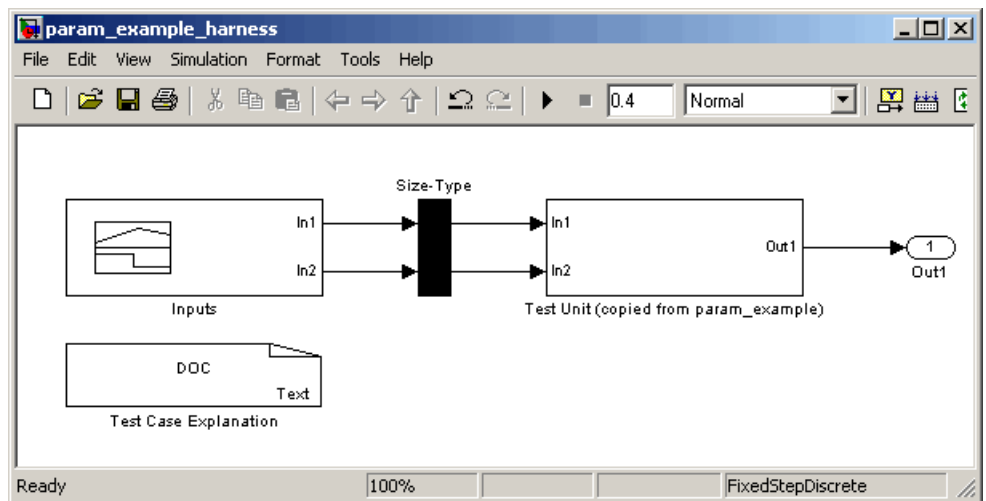 param_example_harness
File Edit View Simulation Format Tools Help
0.4 Normal
Size-Type
In1 In1
Out1 1
In2 In2
Out1
Inputs Test Unit (copied from param_example)
DOC
Text
Test Case Explanation
Ready 100% FixedStepDiscrete